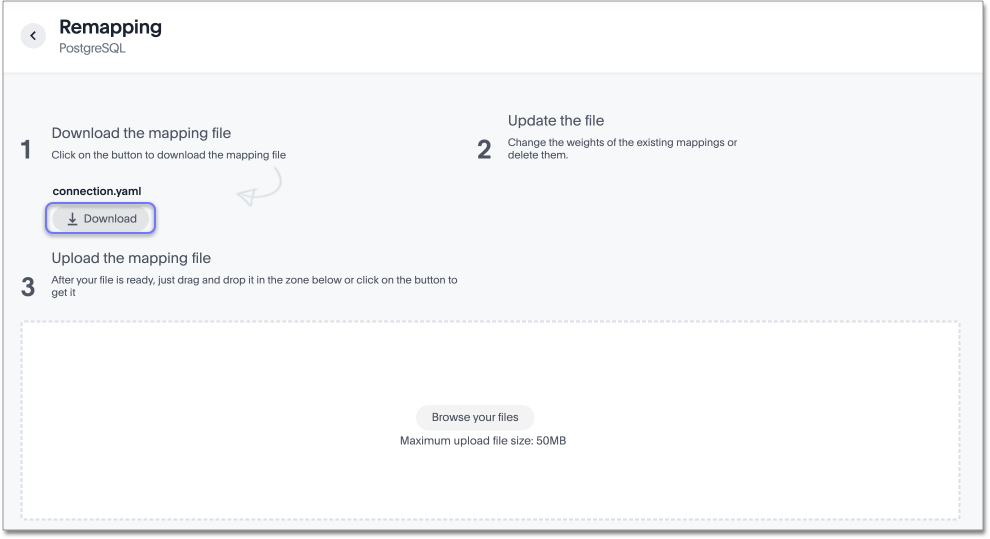 Remapping
PostgreSQL
1
Download the mapping file
Click on the button to download the mapping file
connection.yaml
Download
2
Update the file
Change the weights of the existing mappings or
delete them.
3
Upload the mapping file
After your file is ready, just drag and drop it in the zone below or click on the button to
get it
Browse your files
Maximum upload file size: 50MB